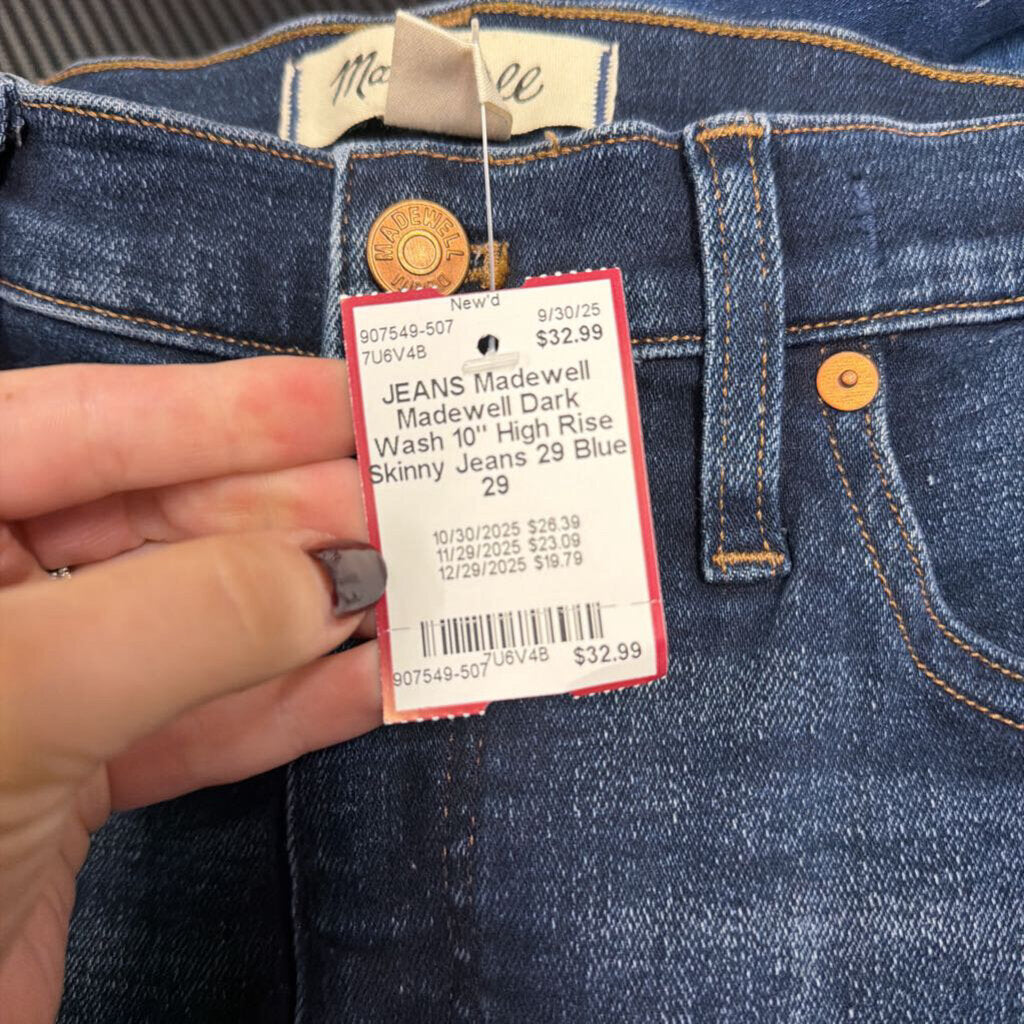 Ma ell
MADEWELL
New'd
907549-507 9/30/25
7U6V4B $32.99
JEANS Madewell
Madewell Dark
Wash 10" High Rise
Skinny Jeans 29 Blue
29
10/30/2025 $26.39
11/29/2025 $23.09
12/29/2025 $19.79
907549-507 7U6V4B $32.99